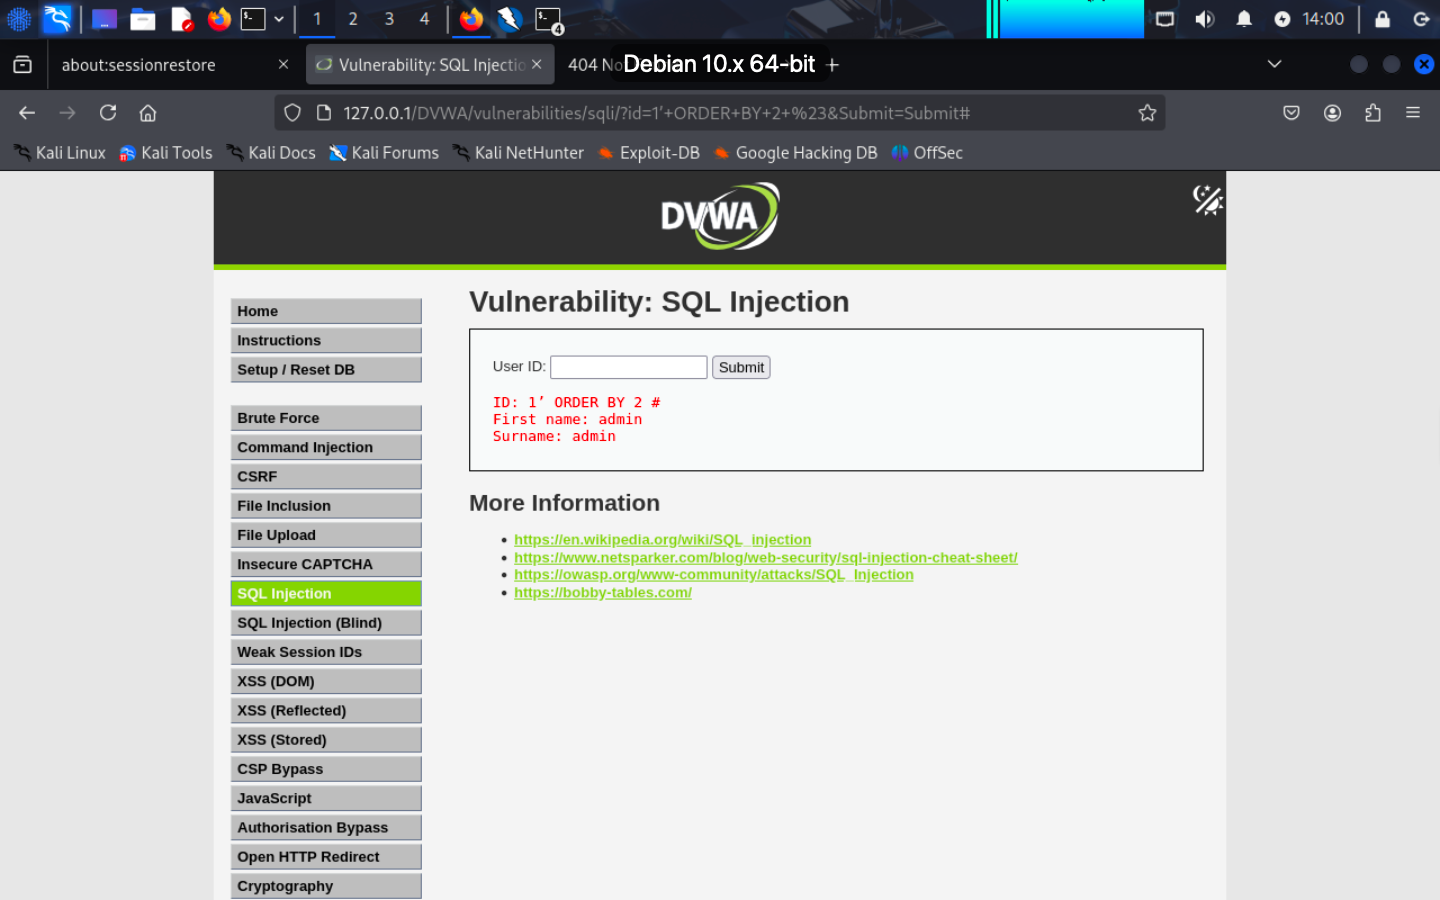 1 2 3 4 4 14:00
about:sessionrestore Vulnerability: SQL Injectio 404 No Debian 10.x 64-bit
127.0.0.1/DVWA/vulnerabilities/sqli/?id=1’+ORDER+BY+2+%23&Submit=Submit#
Kali Linux Kali Tools Kali Docs Kali Forums Kali NetHunter Exploit-DB Google Hacking DB OffSec
DVWA
Home
Instructions
Setup / Reset DB
Brute Force
Command Injection
CSRF
File Inclusion
File Upload
Insecure CAPTCHA
SQL Injection
SQL Injection (Blind)
Weak Session IDs
XSS (DOM)
XSS (Reflected)
XSS (Stored)
CSP Bypass
JavaScript
Authorisation Bypass
Open HTTP Redirect
Cryptography
Vulnerability: SQL Injection
User ID: Submit
ID: 1’ ORDER BY 2 #
First name: admin
Surname: admin
More Information
https://en.wikipedia.org/wiki/SQL_injection
https://www.netsparker.com/blog/web-security/sql-injection-cheat-sheet/
https://owasp.org/www-community/attacks/SQL_Injection
https://bobby-tables.com/